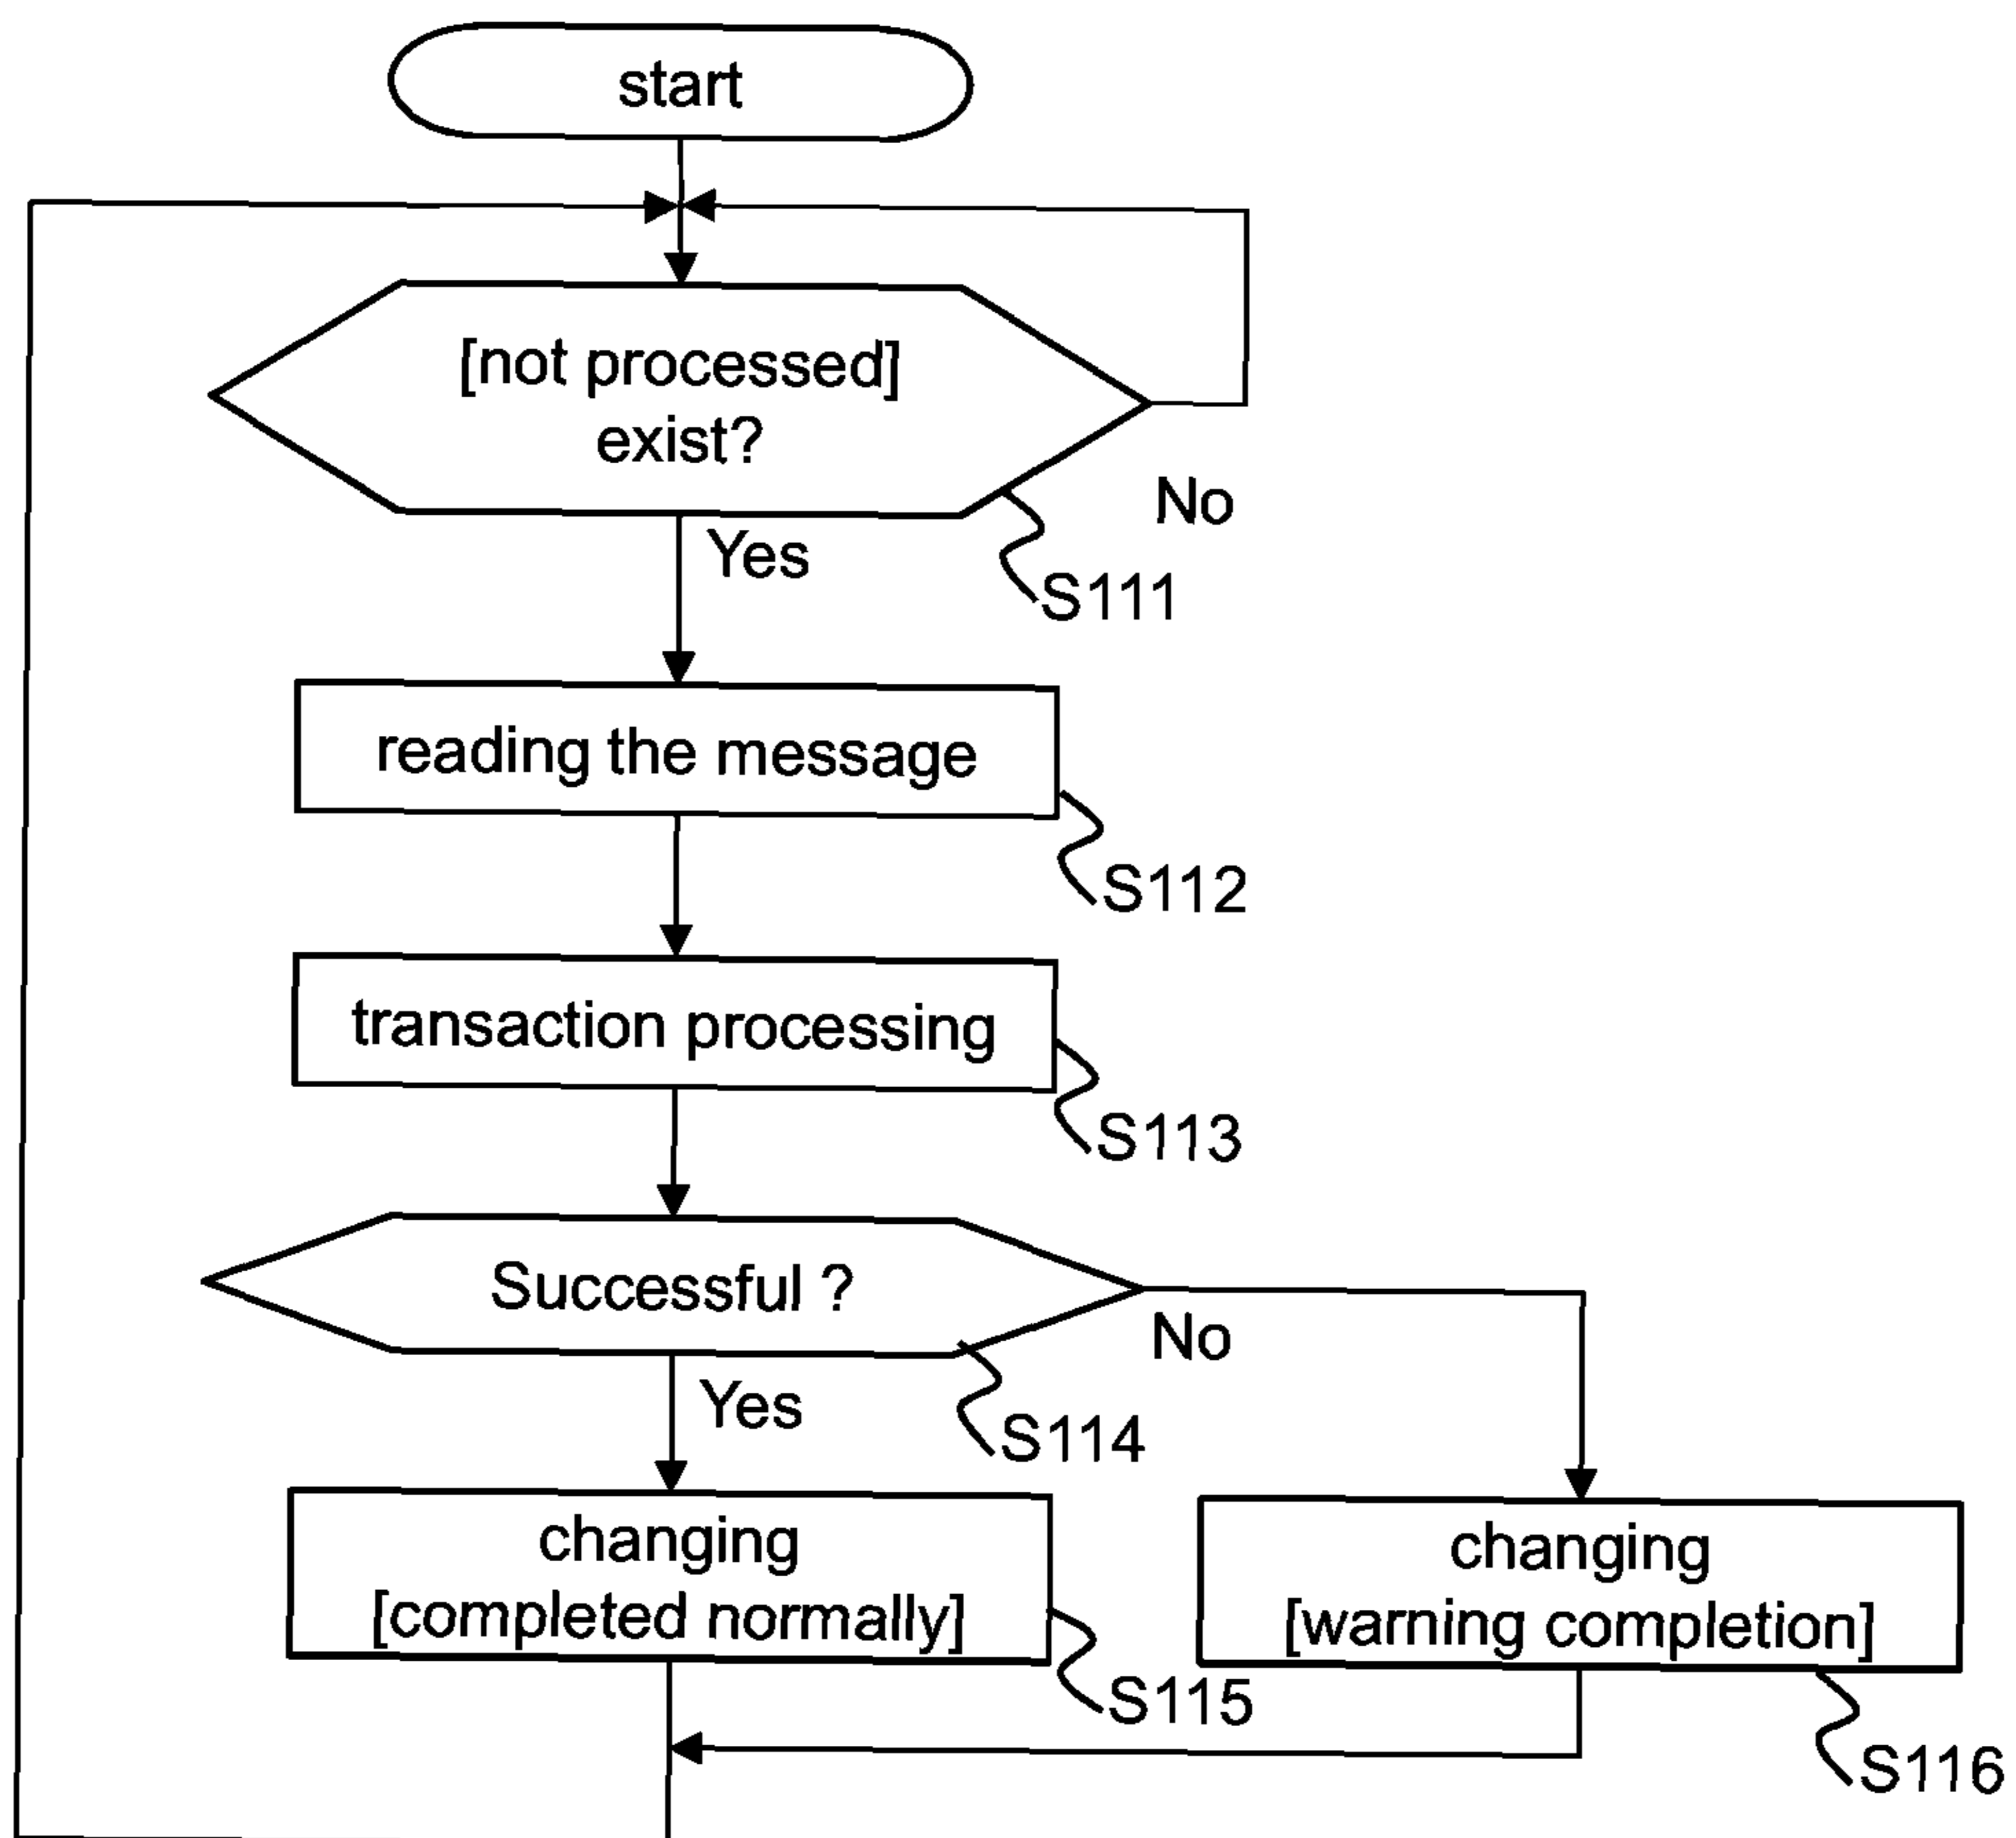 start
[not processed]
exist?
No
Yes
S111
reading the message
S112
transaction processing
S113
Successful ?
No
Yes
S114
changing
[completed normally]
S115
changing
[warning completion]
S116